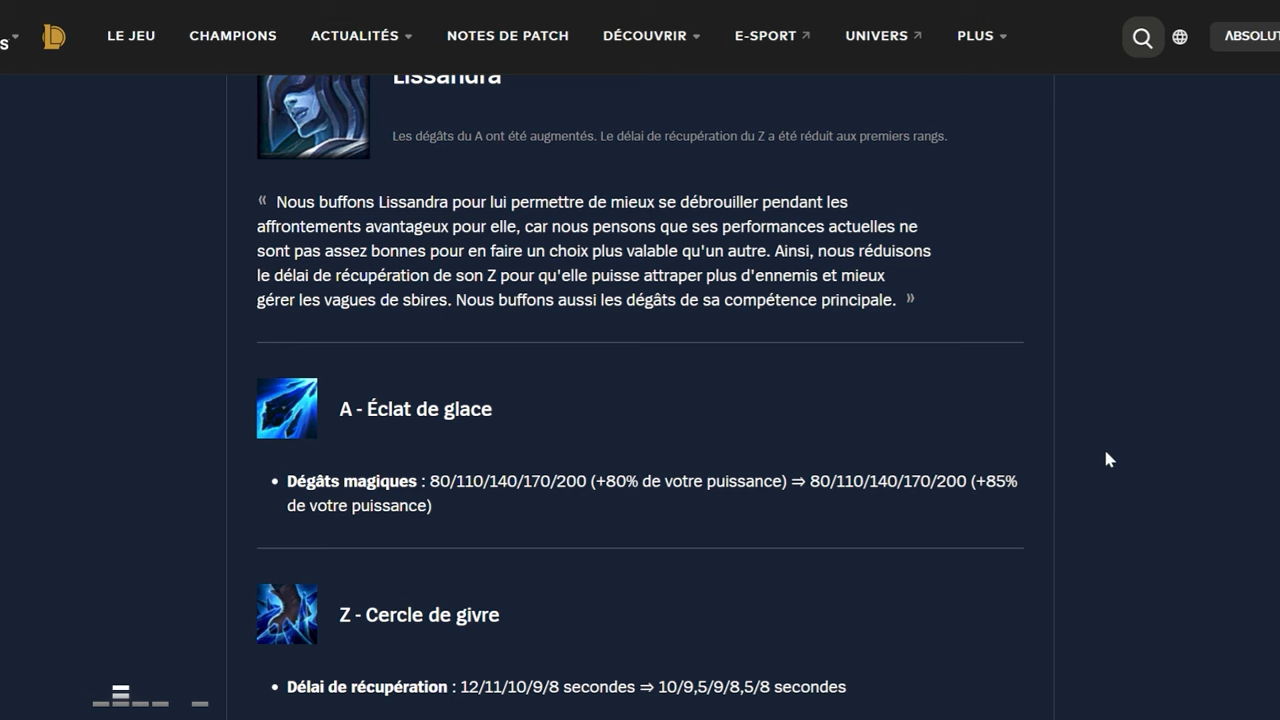 S
LE JEU CHAMPIONS ACTUALITÉS NOTES DE PATCH DÉCOUVRIR E-SPORT UNIVERS PLUS ABSOLUT
Lissandra
Les dégâts du A ont été augmentés. Le délai de récupération du Z a été réduit aux premiers rangs.
« Nous buffons Lissandra pour lui permettre de mieux se débrouiller pendant les
affrontements avantageux pour elle, car nous pensons que ses performances actuelles ne
sont pas assez bonnes pour en faire un choix plus valable qu'un autre. Ainsi, nous réduisons
le délai de récupération de son Z pour qu'elle puisse attraper plus d'ennemis et mieux
gérer les vagues de sbires. Nous buffons aussi les dégâts de sa compétence principale. »
A - Éclat de glace
• Dégâts magiques : 80/110/140/170/200 (+80% de votre puissance) ⇒ 80/110/140/170/200 (+85%
de votre puissance)
Z - Cercle de givre
• Délai de récupération : 12/11/10/9/8 secondes ⇒ 10/9,5/9/8,5/8 secondes